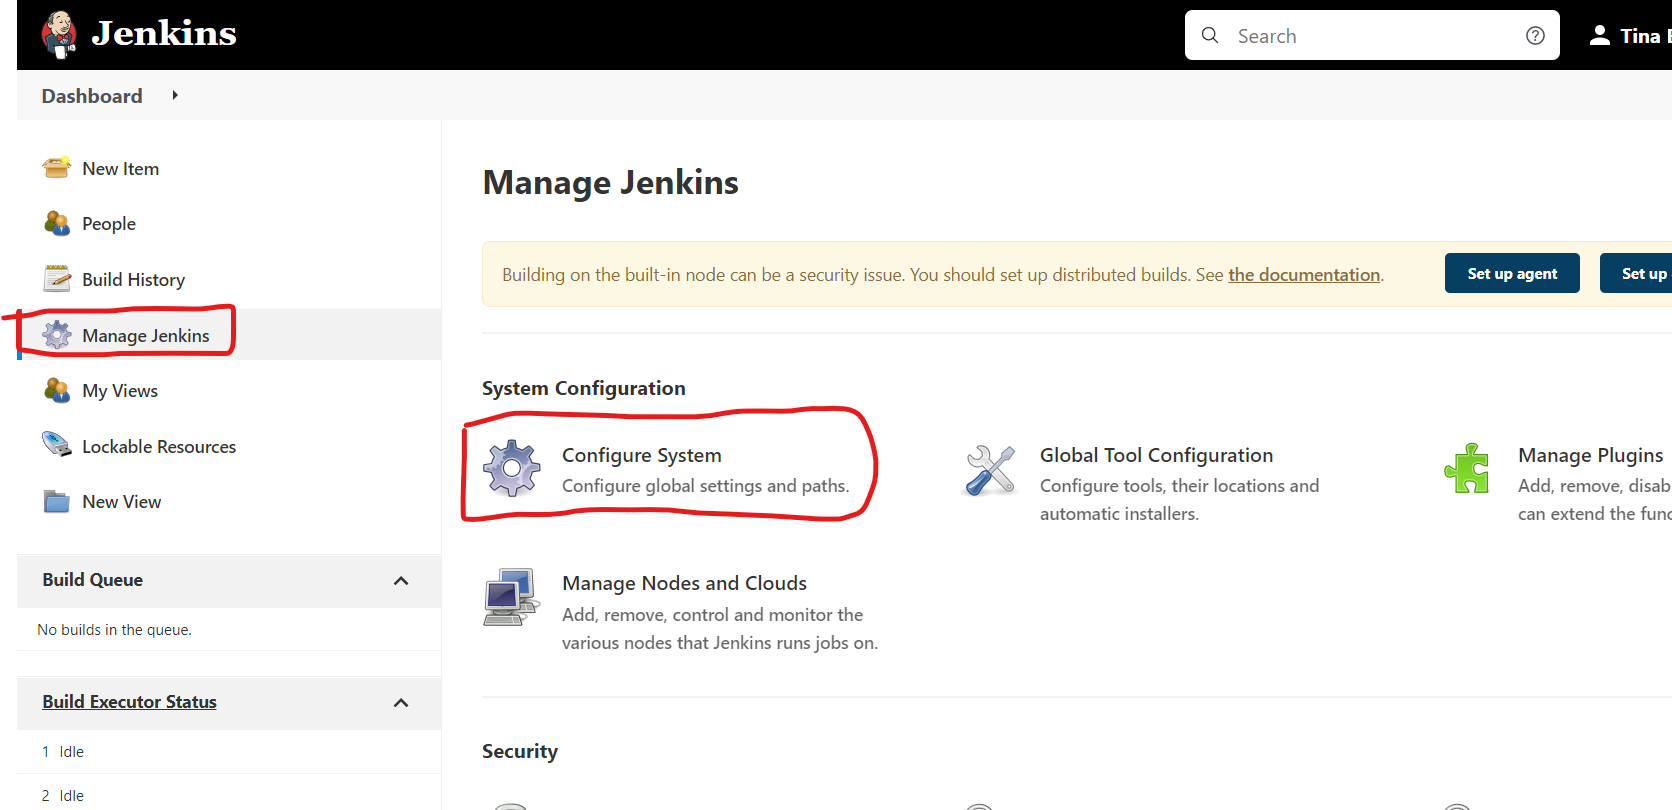 Jenkins
Search
Tina
Dashboard
New Item
People
Build History
Manage Jenkins
My Views
Lockable Resources
New View
Build Queue
No builds in the queue.
Build Executor Status
1 Idle
2 Idle
Manage Jenkins
Building on the built-in node can be a security issue. You should set up distributed builds. See the documentation.
Set up agent
Set up
System Configuration
Configure System
Configure global settings and paths.
Global Tool Configuration
Configure tools, their locations and
automatic installers.
Manage Plugins
Add, remove, disab
can extend the func
Manage Nodes and Clouds
Add, remove, control and monitor the
various nodes that Jenkins runs jobs on.
Security